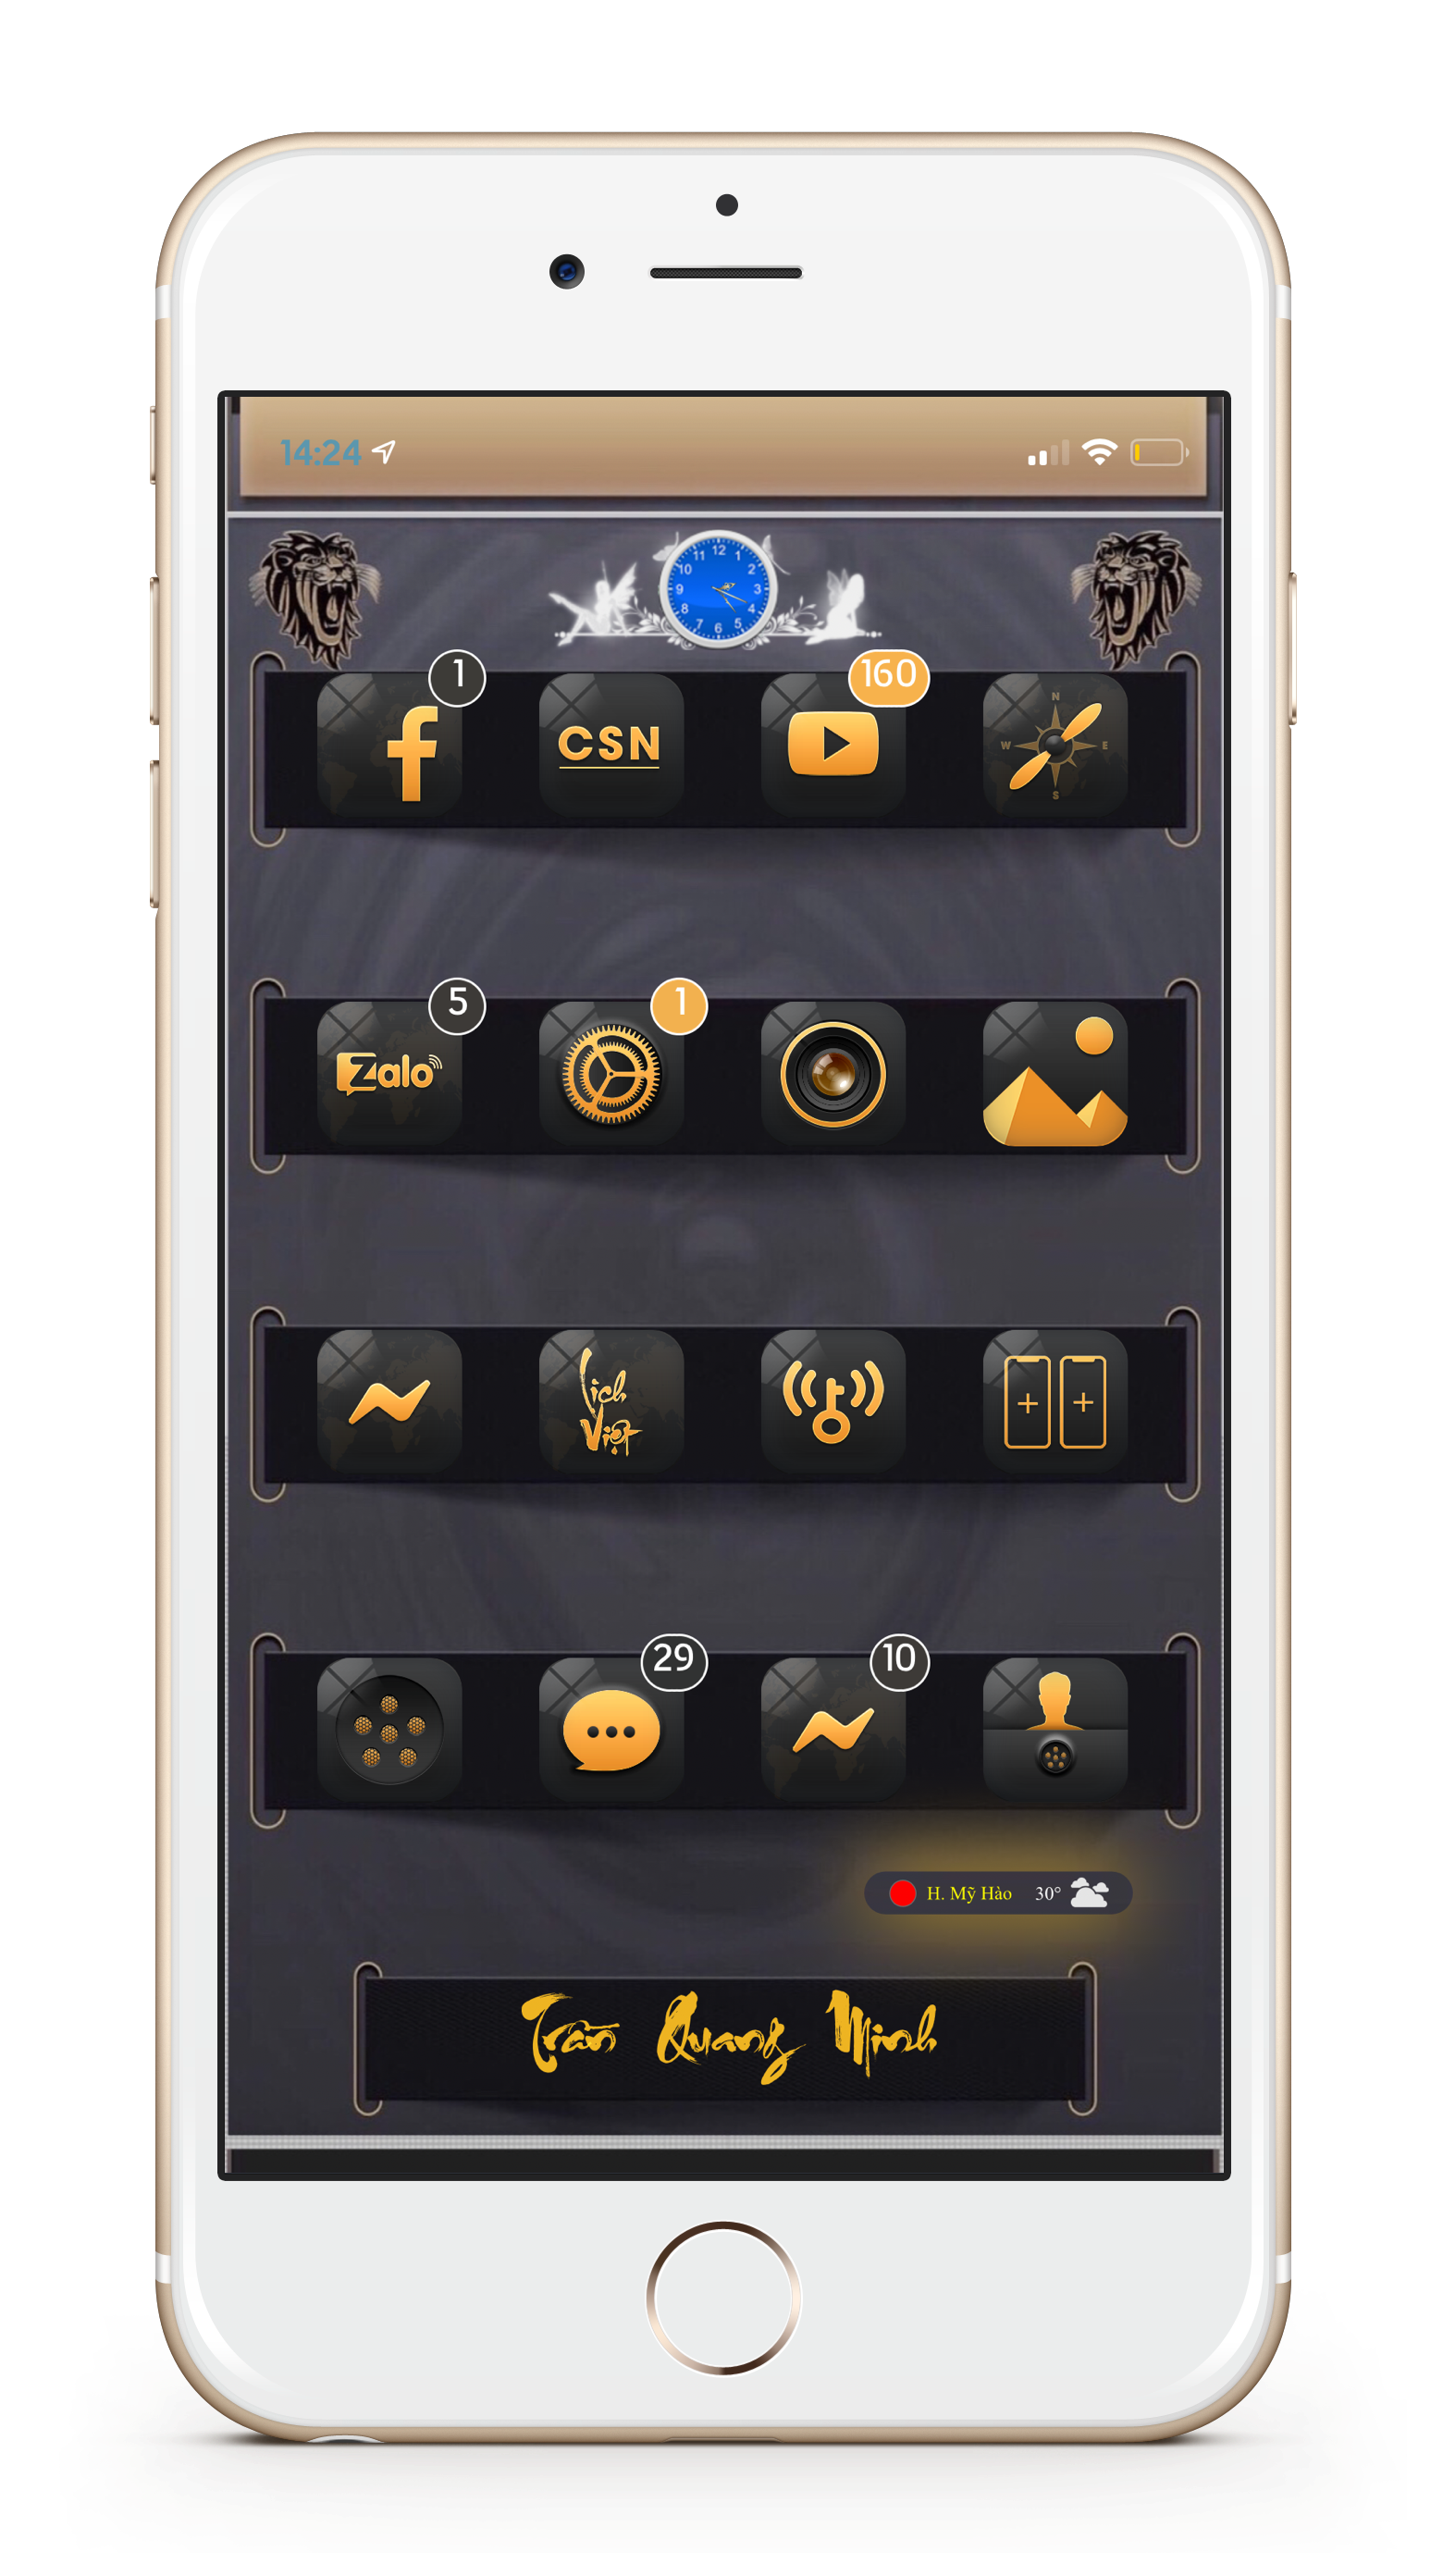 14:24
11 12 1
10 2
9 3
8 4
7 6 5
1
160
f
CSN
N
W E
S
5
1
Zalo
Lịch
Việt
29
10
H. Mỹ Hào 30°
Trần Quang Minh